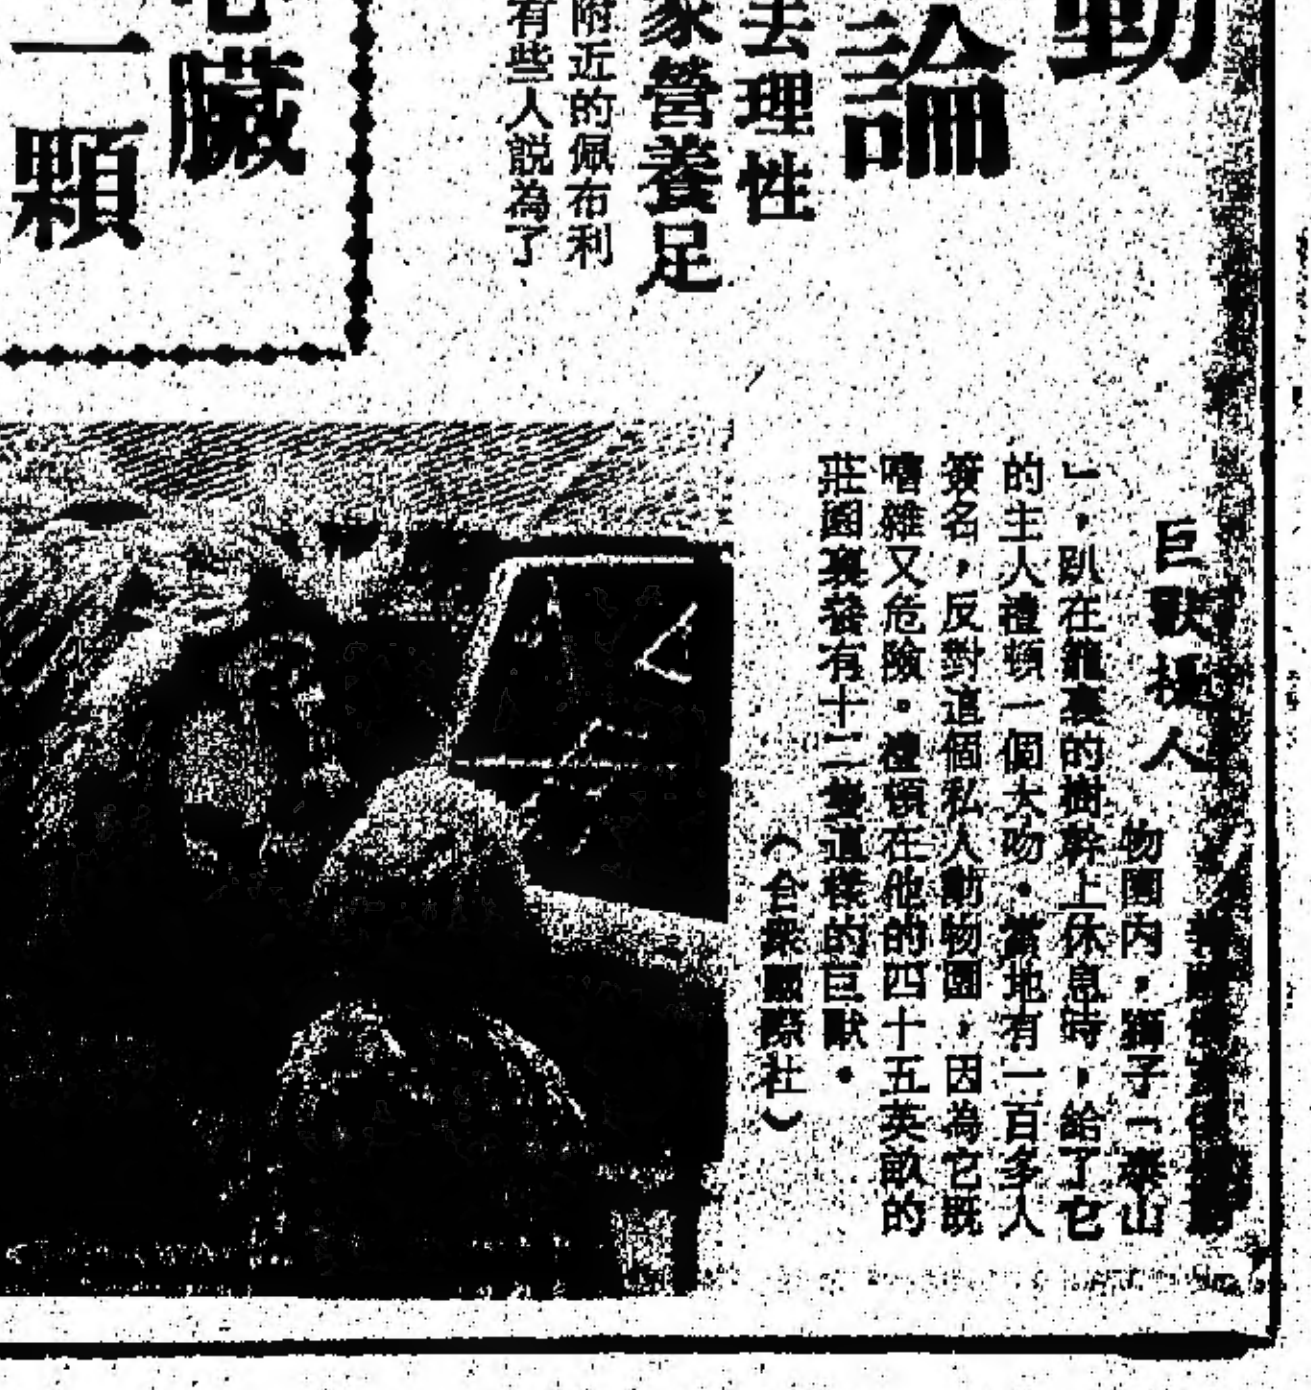 動
論
去理性
家營養足
附近的佩布利
有些人說為了
臟
一顆
巨獸 人
物園內，獅子「泰山
」，趴在籠裏的樹幹上休息時，給了它
的主人禮頓一個大吻．當地有一百多人
簽名，反對這個私人動物園，因為它既
嘈雜又危險．禮頓在他的四十五英畝的
莊園裏養有十二隻這樣的巨獸．
（合眾國際社）